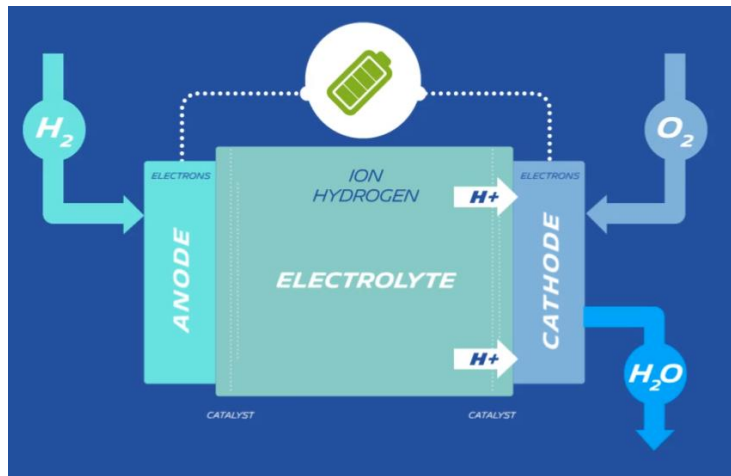 H₂
O₂
ELECTRONS
ION
HYDROGEN
ELECTRONS
H+
ANODE
ELECTROLYTE
CATHODE
H+
H₂O
CATALYST
CATALYST